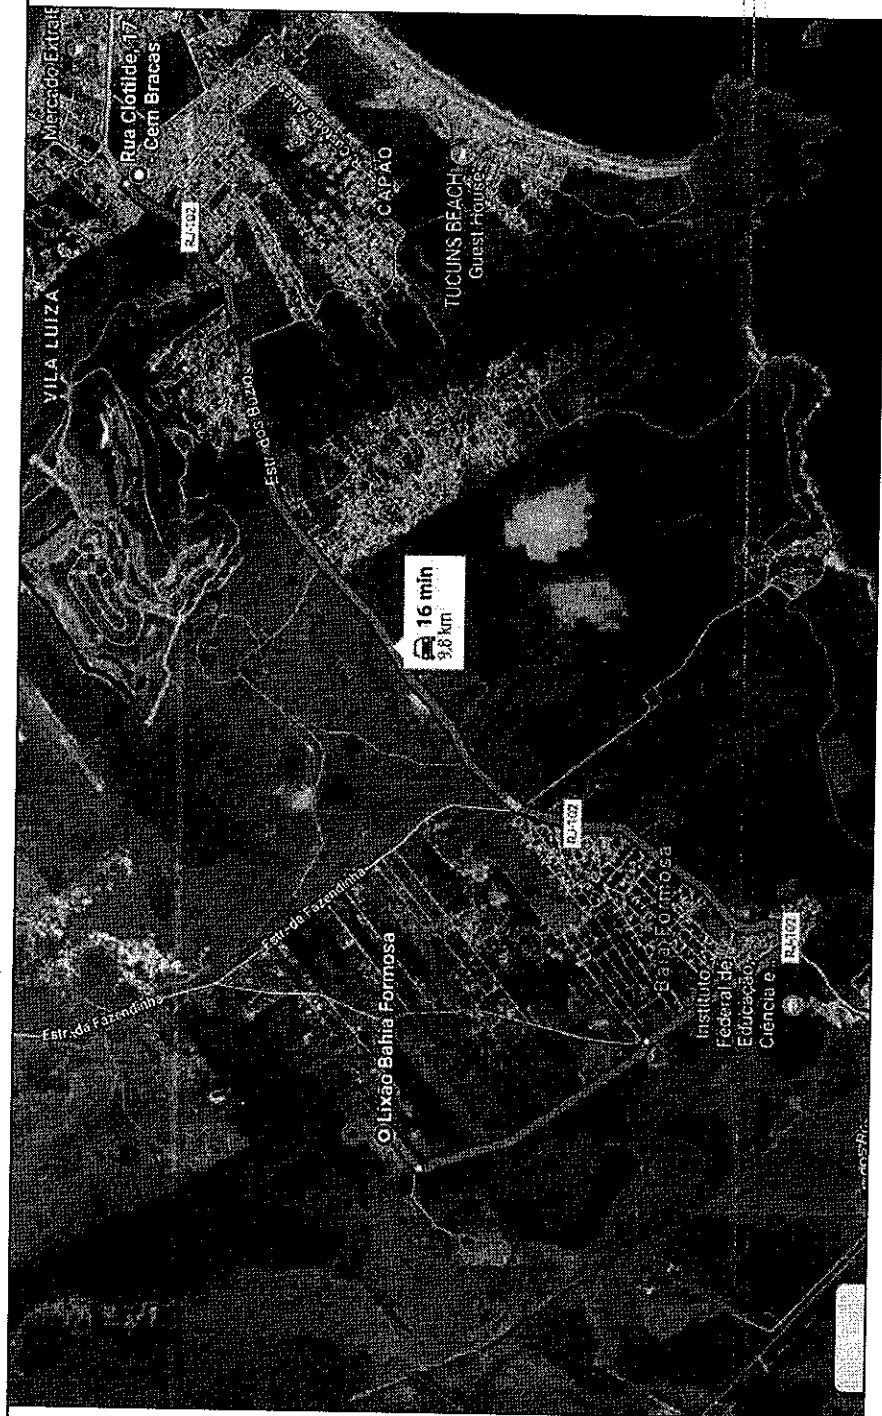 Mercado Extra
Rua Clotilde, 17
Cem Bracas
RJ-102
VILA LUIZA
CAPÃO
TUCUNS BEACH
Guest House
Estr. dos Búzios
16 min
9,8 km
RJ-102
Estr. da Fazendinha
Estr. da Fazendinha
Lixão Bahia Formosa
Baía Formosa
Instituto
Federal de
Educação,
Ciência e
RJ-102